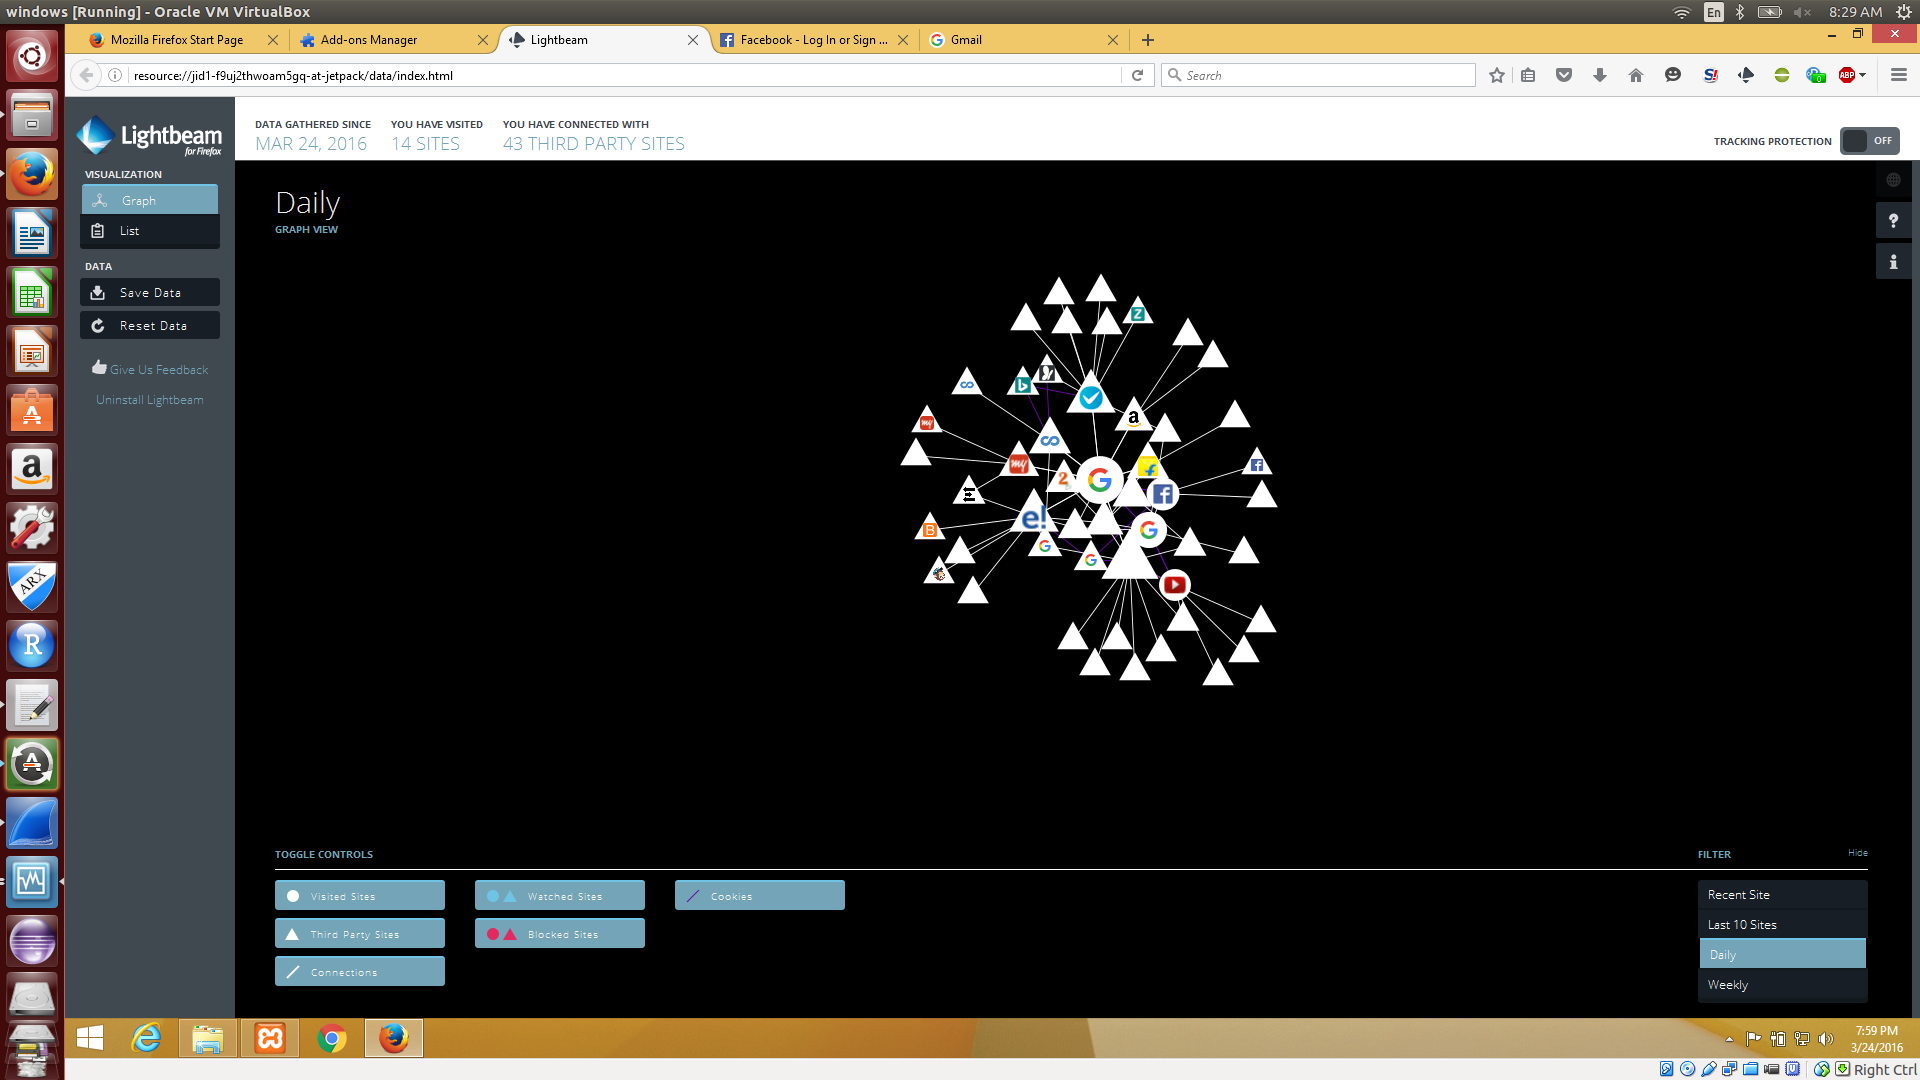 windows [Running] - Oracle VM VirtualBox
En
8:29 AM
Mozilla Firefox Start Page
Add-ons Manager
Lightbeam
Facebook - Log In or Sign ...
Gmail
resource://jid1-f9uj2thwoam5gq-at-jetpack/data/index.html
Search
ABP
Lightbeam
for Firefox
DATA GATHERED SINCE
MAR 24, 2016
YOU HAVE VISITED
14 SITES
YOU HAVE CONNECTED WITH
43 THIRD PARTY SITES
TRACKING PROTECTION
OFF
VISUALIZATION
Graph
List
DATA
Save Data
Reset Data
Give Us Feedback
Uninstall Lightbeam
Daily
GRAPH VIEW
TOGGLE CONTROLS
Visited Sites
Watched Sites
Cookies
Third Party Sites
Blocked Sites
Connections
FILTER
Hide
Recent Site
Last 10 Sites
Daily
Weekly
ARX
R
7:59 PM
3/24/2016
Right Ctrl